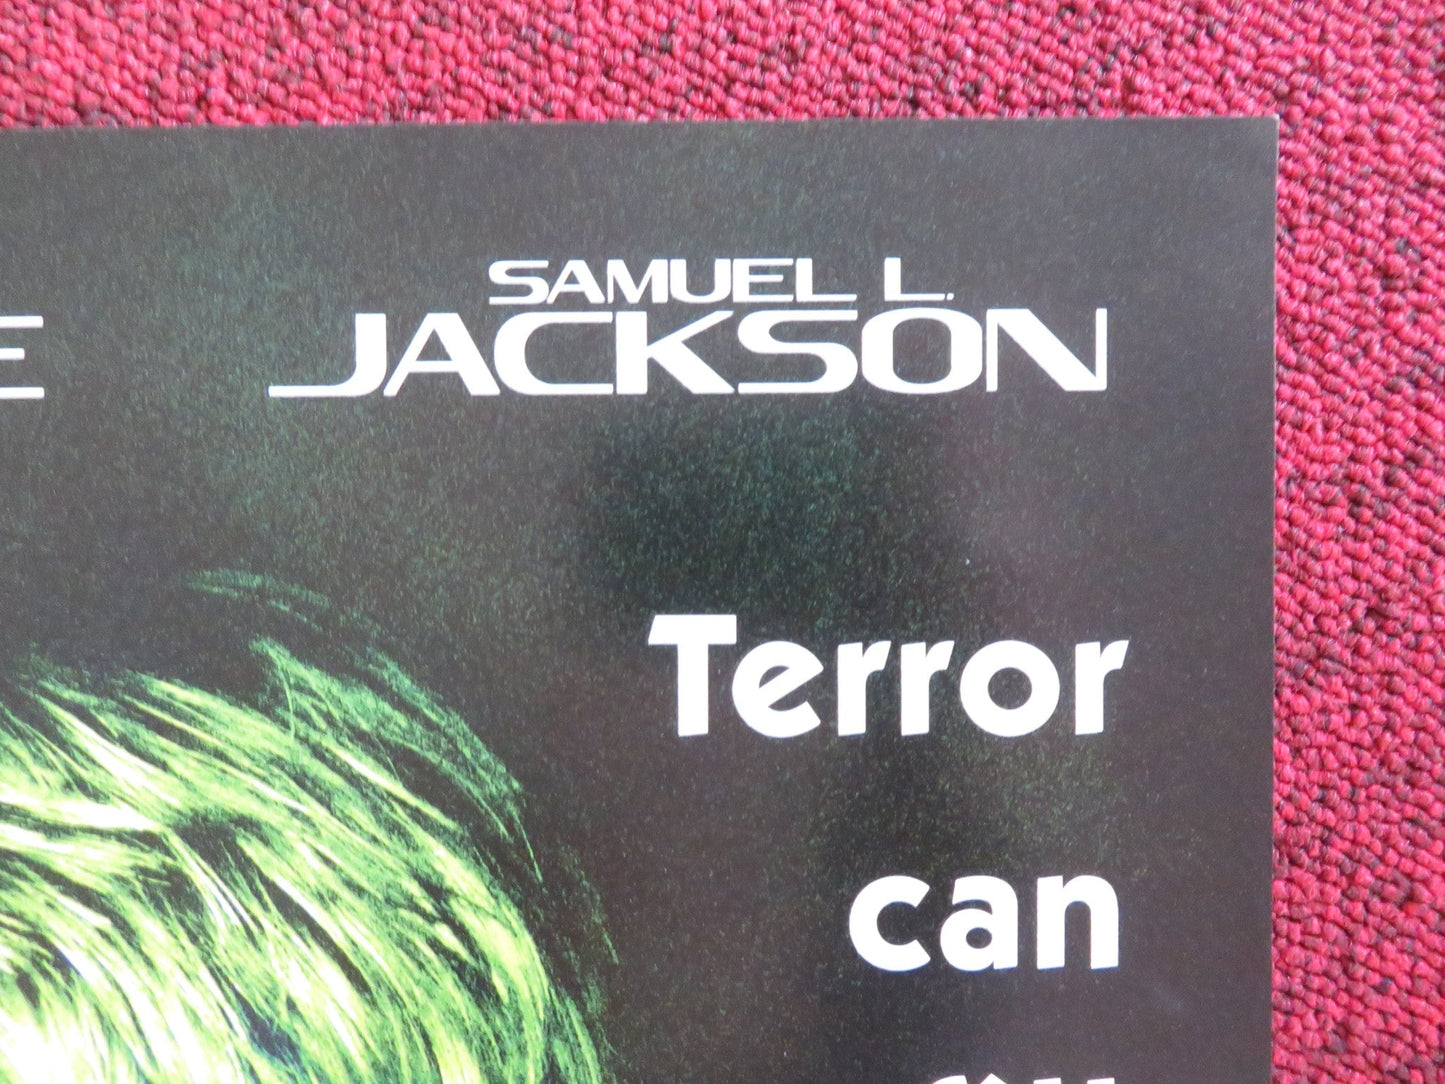 SAMUEL L.
E JACKSON
Terror
can